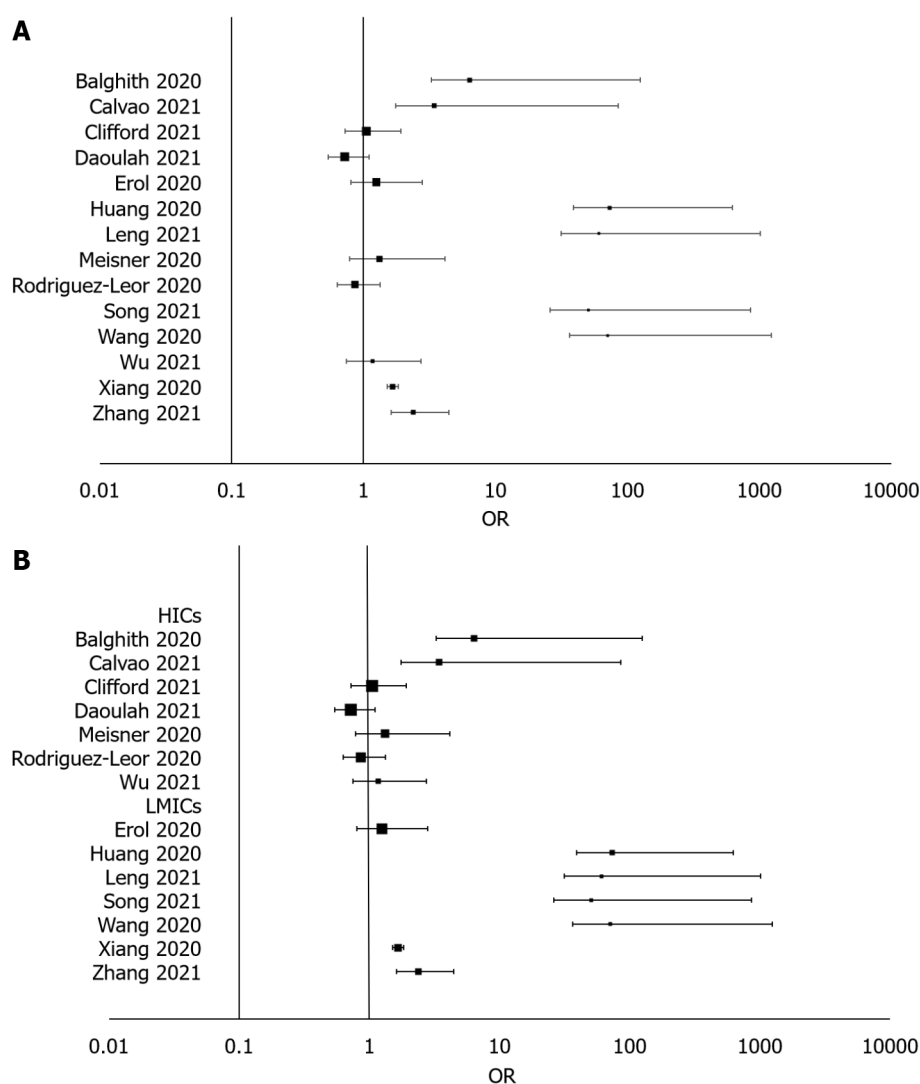 A
Balghith 2020
Calvao 2021
Clifford 2021
Daoulah 2021
Erol 2020
Huang 2020
Leng 2021
Meisner 2020
Rodriguez-Leor 2020
Song 2021
Wang 2020
Wu 2021
Xiang 2020
Zhang 2021
0.01 0.1 1 10 100 1000 10000
OR
B
HICs
Balghith 2020
Calvao 2021
Clifford 2021
Daoulah 2021
Meisner 2020
Rodriguez-Leor 2020
Wu 2021
LMICs
Erol 2020
Huang 2020
Leng 2021
Song 2021
Wang 2020
Xiang 2020
Zhang 2021
0.01 0.1 1 10 100 1000 10000
OR